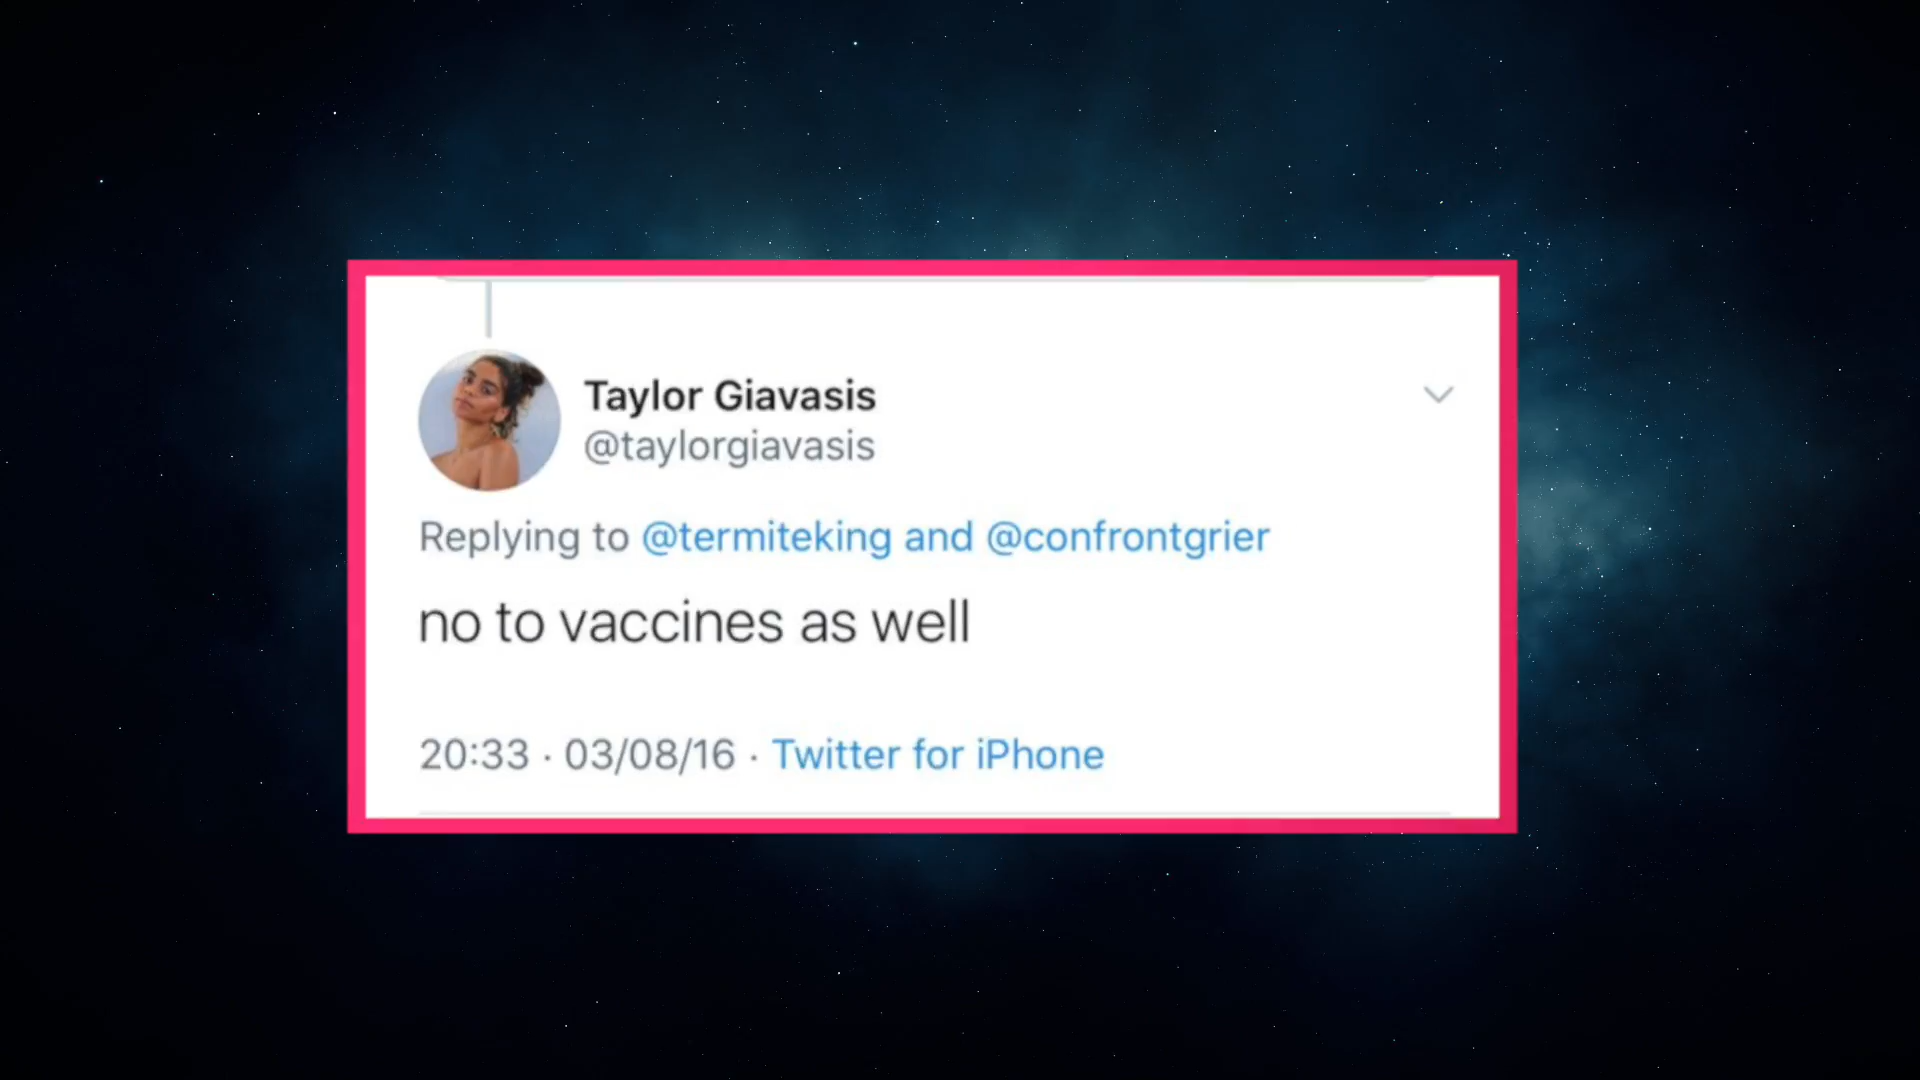 Taylor Giavasis
@taylorgiavasis
Replying to @termiteking and @confrontgrier
no to vaccines as well
20:33 · 03/08/16 · Twitter for iPhone